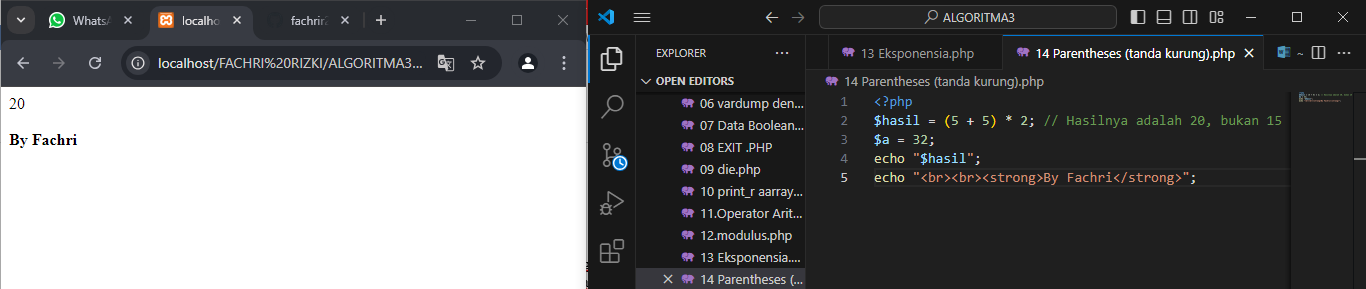 WhatsA
localho
fachrir
localhost/FACHRI%20RIZKI/ALGORITMA3...
20
By Fachri
ALGORITMA3
EXPLORER
OPEN EDITORS
06 vardump den...
07 Data Boolean...
08 EXIT .PHP
09 die.php
10 print_r aarray...
11.Operator Arit...
12.modulus.php
13 Eksponensia....
14 Parentheses (...
13 Eksponensia.php
14 Parentheses (tanda kurung).php
14 Parentheses (tanda kurung).php
1 <?php
2 $hasil = (5 + 5) * 2; // Hasilnya adalah 20, bukan 15
3 $a = 32;
4 echo "$hasil";
5 echo "<br><br><strong>By Fachri</strong>";